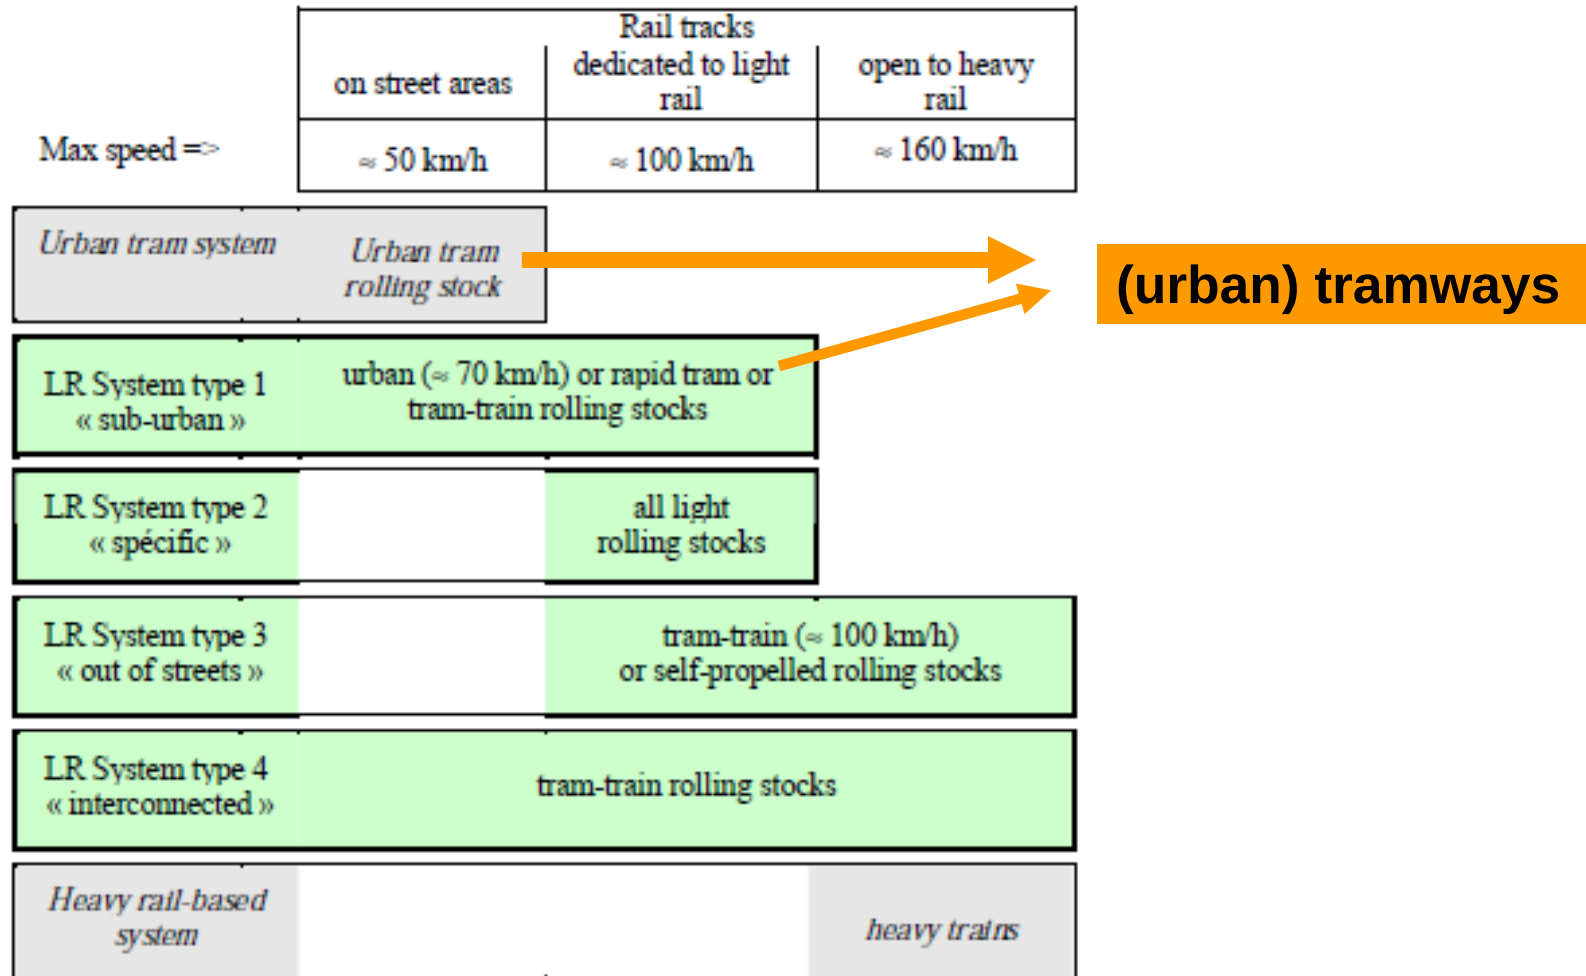 Rail tracks
on street areas
dedicated to light
rail
open to heavy
rail
Max speed =>
≈ 50 km/h
≈ 100 km/h
≈ 160 km/h
Urban tram system
Urban tram
rolling stock
(urban) tramways
LR System type 1
« sub-urban »
urban (≈ 70 km/h) or rapid tram or
tram-train rolling stocks
LR System type 2
« spécific »
all light
rolling stocks
LR System type 3
« out of streets »
tram-train (≈ 100 km/h)
or self-propelled rolling stocks
LR System type 4
« interconnected »
tram-train rolling stocks
Heavy rail-based
system
heavy trains